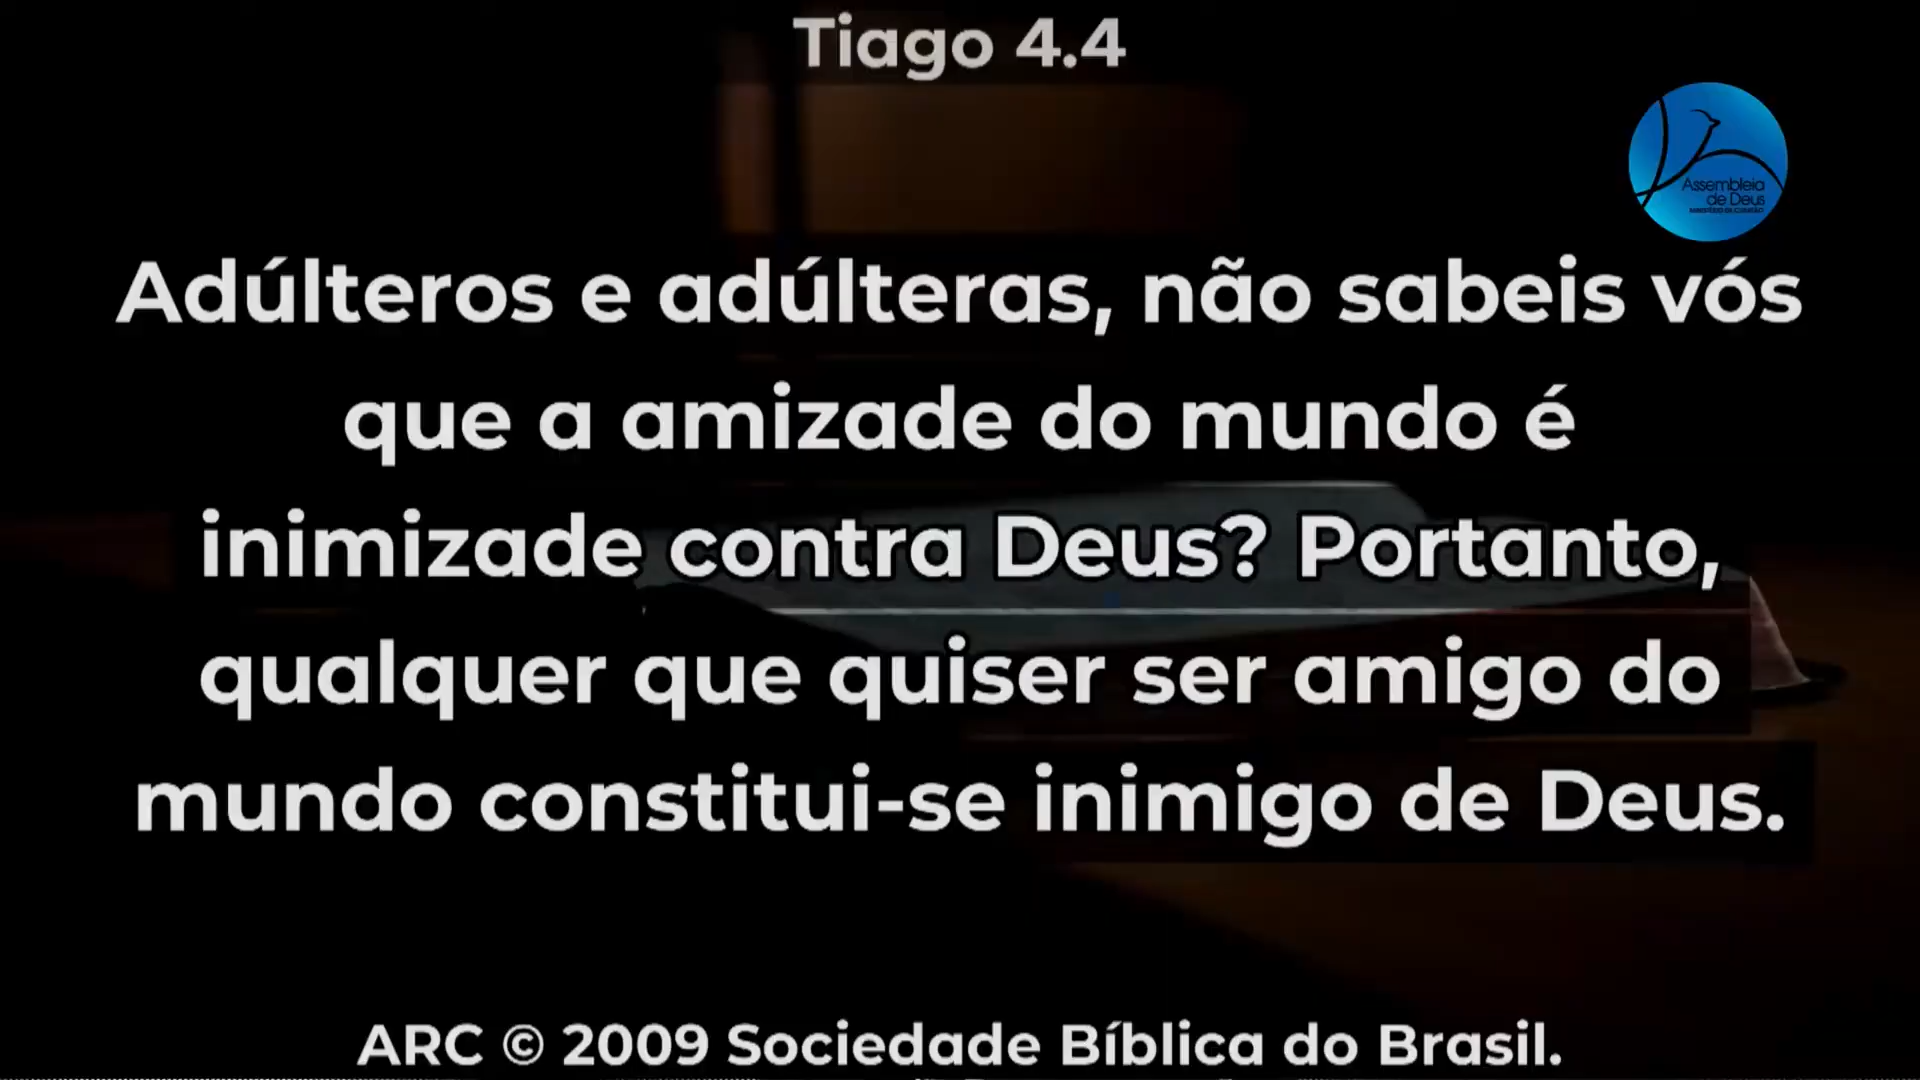 Tiago 4.4
Assembleia
de Deus
Adúlteros e adúlteras, não sabeis vós
que a amizade do mundo é
inimizade contra Deus? Portanto,
qualquer que quiser ser amigo do
mundo constitui-se inimigo de Deus.
ARC © 2009 Sociedade Bíblica do Brasil.